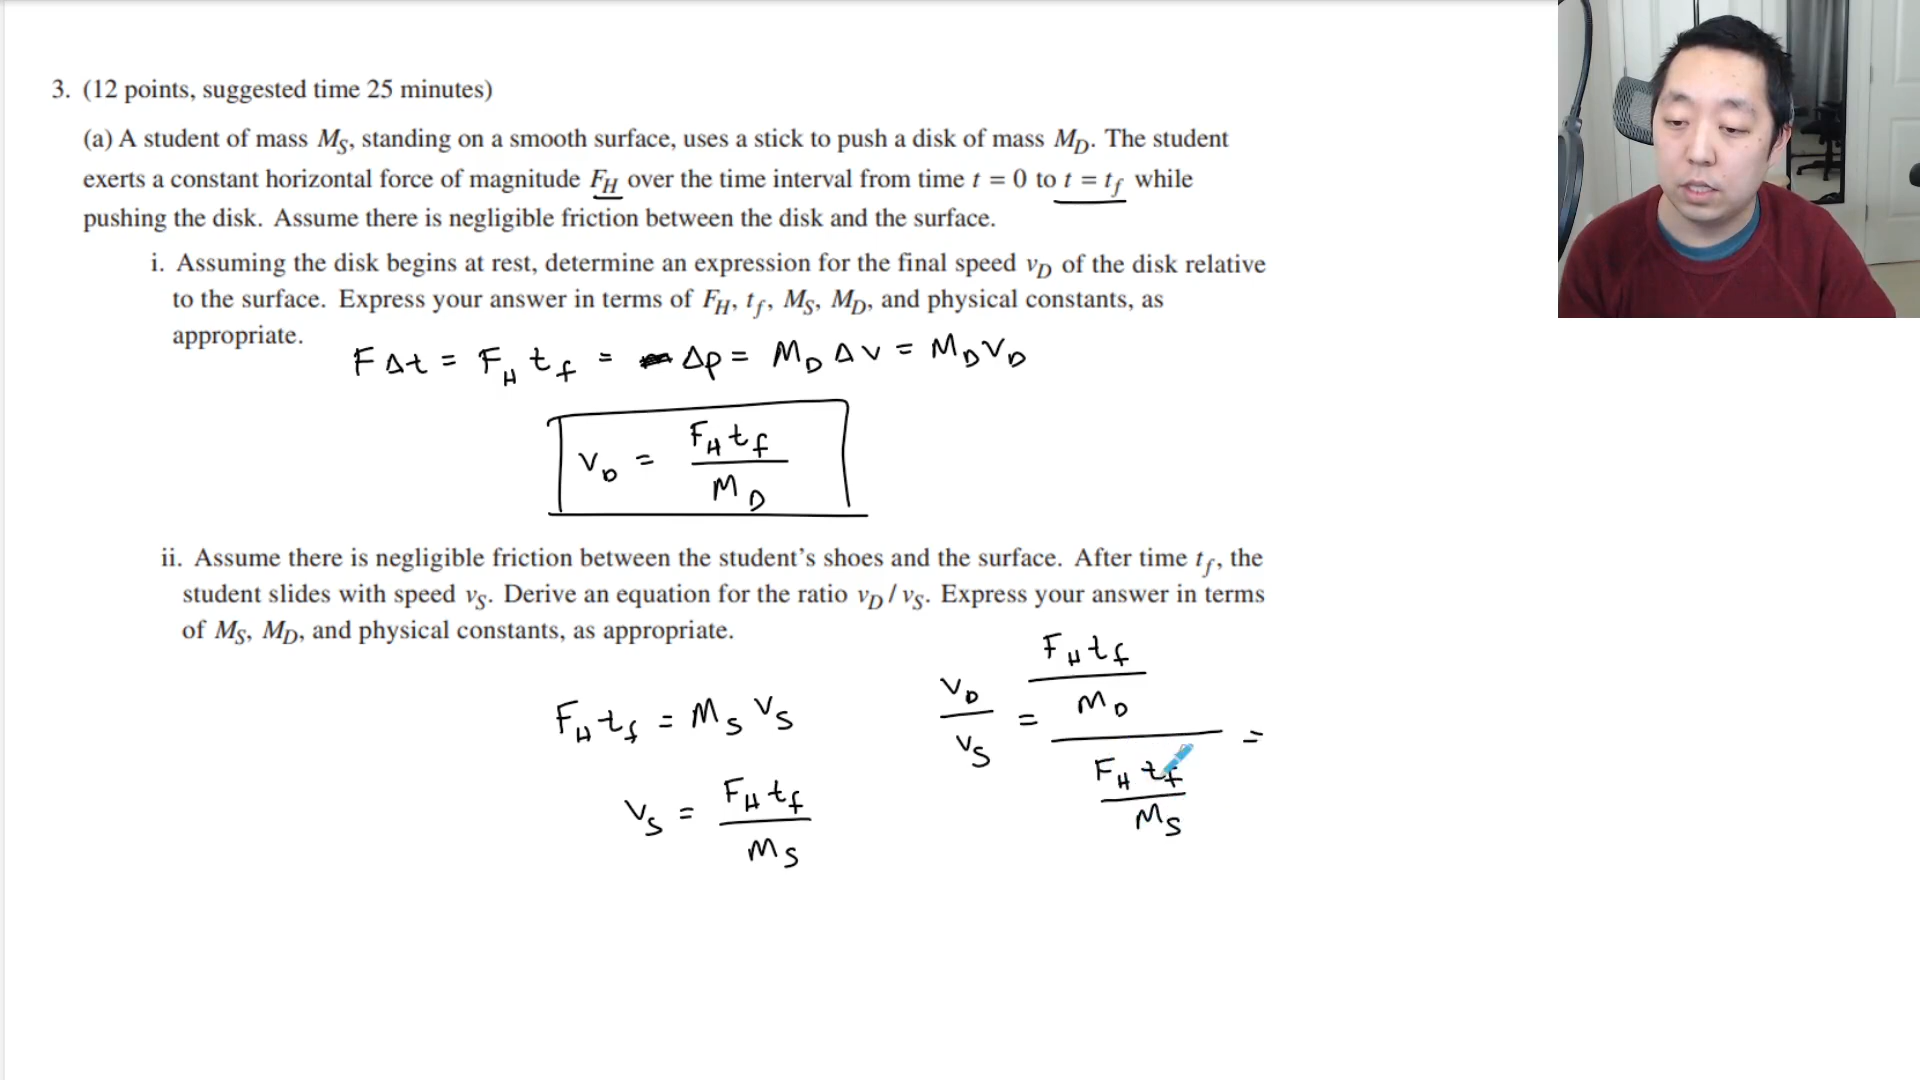 3. (12 points, suggested time 25 minutes)
(a) A student of mass M_S, standing on a smooth surface, uses a stick to push a disk of mass M_D. The student
exerts a constant horizontal force of magnitude F_H over the time interval from time t = 0 to t = t_f while
pushing the disk. Assume there is negligible friction between the disk and the surface.
i. Assuming the disk begins at rest, determine an expression for the final speed v_D of the disk relative
to the surface. Express your answer in terms of F_H, t_f, M_S, M_D, and physical constants, as
appropriate.
F Δt = F_H t_f = Δp = M_D Δv = M_D v_D
v_D = F_H t_f / M_D
ii. Assume there is negligible friction between the student's shoes and the surface. After time t_f, the
student slides with speed v_S. Derive an equation for the ratio v_D / v_S. Express your answer in terms
of M_S, M_D, and physical constants, as appropriate.
F_H t_f = M_S v_S
v_S = F_H t_f / M_S
v_D / v_S = (F_H t_f / M_D) / (F_H t_f / M_S) =